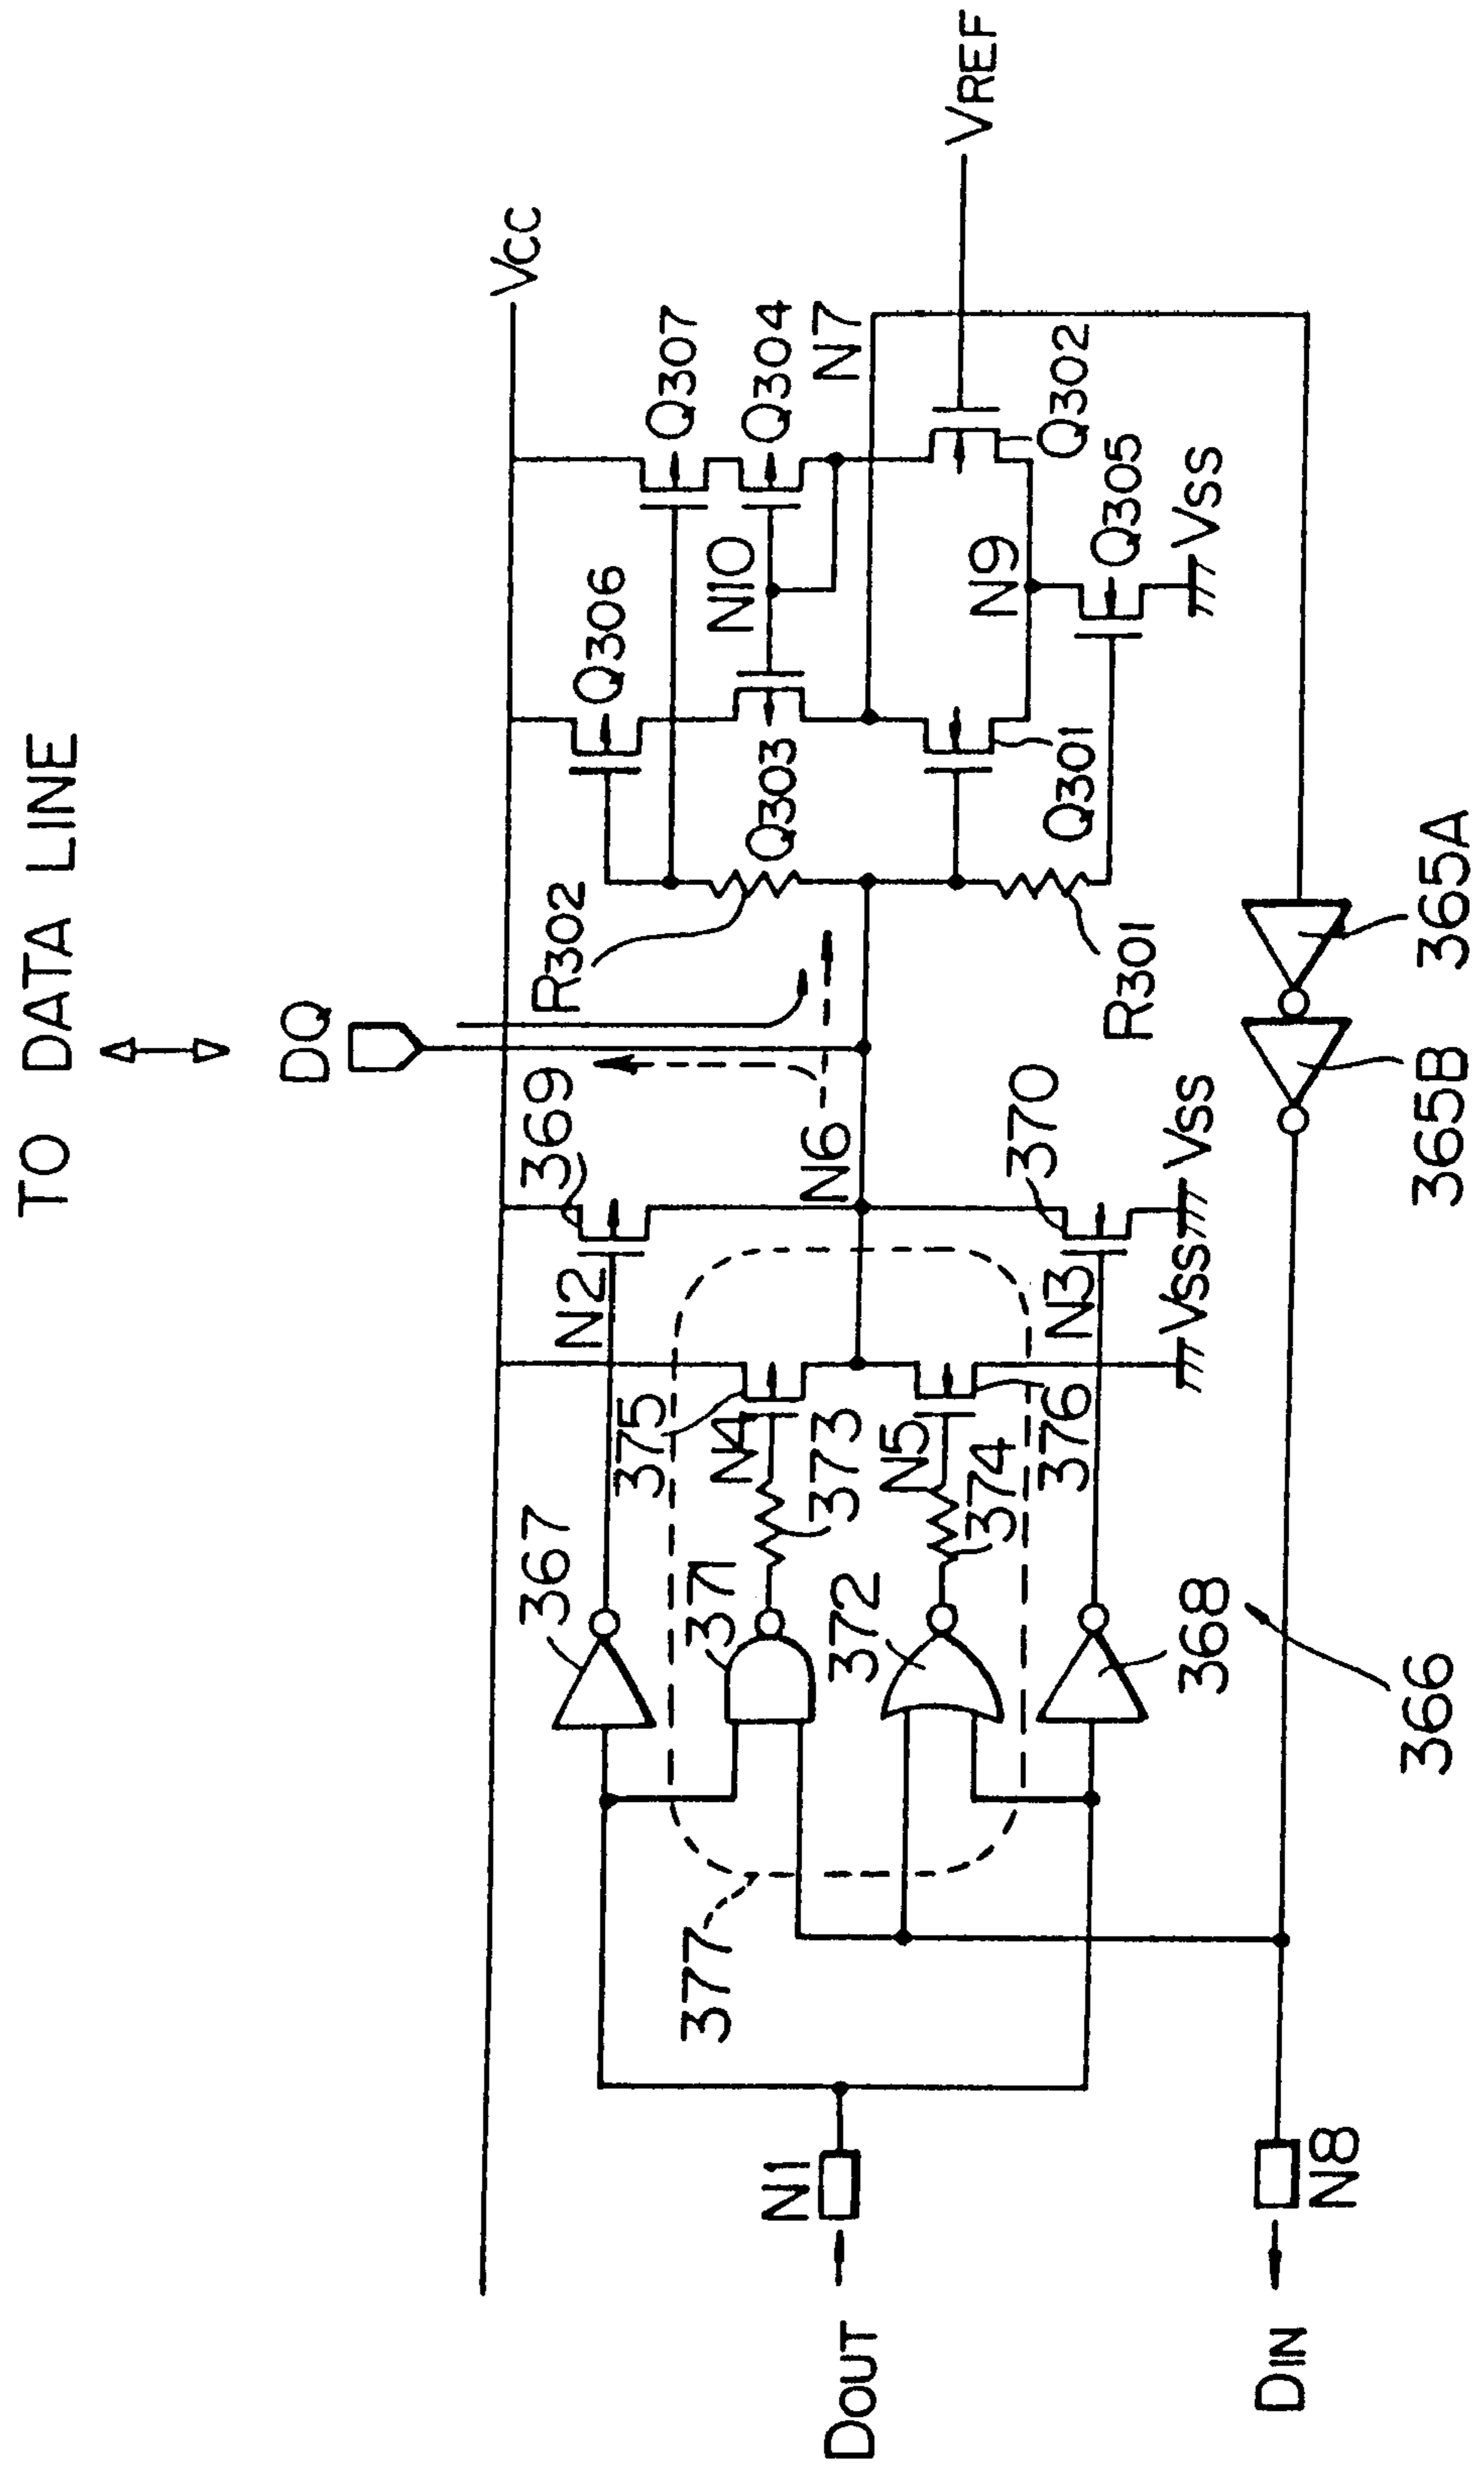 TO DATA LINE
DQ
VCC
VREF
367
N2
369
R302
Q306
Q307
377
371
375
N4
373
N6
Q303
N10
Q304
N7
N1
DOUT
372
N5
374
376
N9
Q302
368
N3
370
R301
Q301
Q305
VSS
VSS
VSS
366
DIN
N8
365B
365A